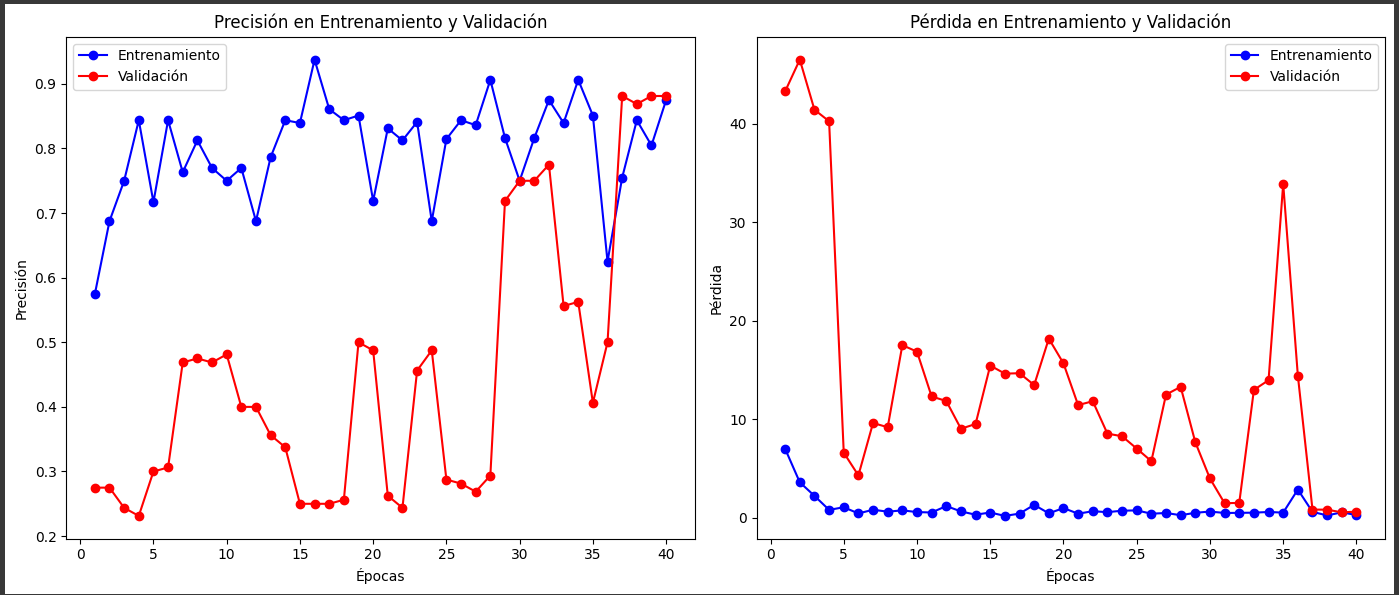 Precisión en Entrenamiento y Validación
Entrenamiento
Validación
0.9
0.8
0.7
0.6
0.5
0.4
0.3
0.2
Precisión
0 5 10 15 20 25 30 35 40
Épocas
Pérdida en Entrenamiento y Validación
Entrenamiento
Validación
40
30
20
10
0
Pérdida
0 5 10 15 20 25 30 35 40
Épocas